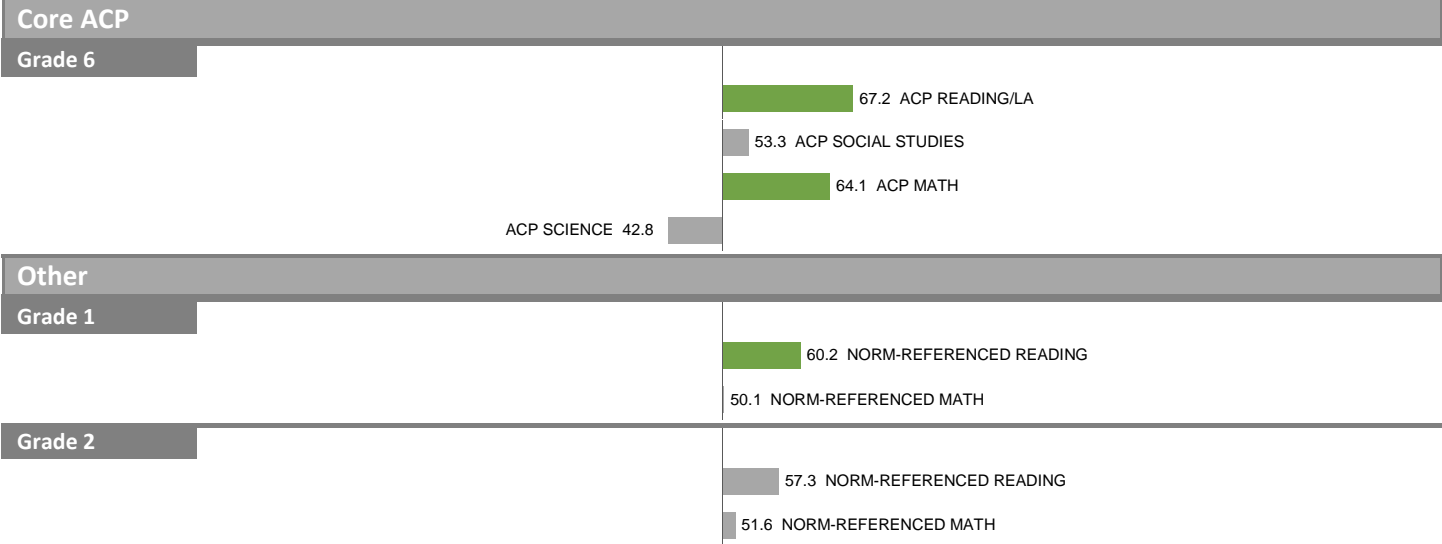 Core ACP
Grade 6
67.2 ACP READING/LA
53.3 ACP SOCIAL STUDIES
64.1 ACP MATH
ACP SCIENCE 42.8
Other
Grade 1
60.2 NORM-REFERENCED READING
50.1 NORM-REFERENCED MATH
Grade 2
57.3 NORM-REFERENCED READING
51.6 NORM-REFERENCED MATH